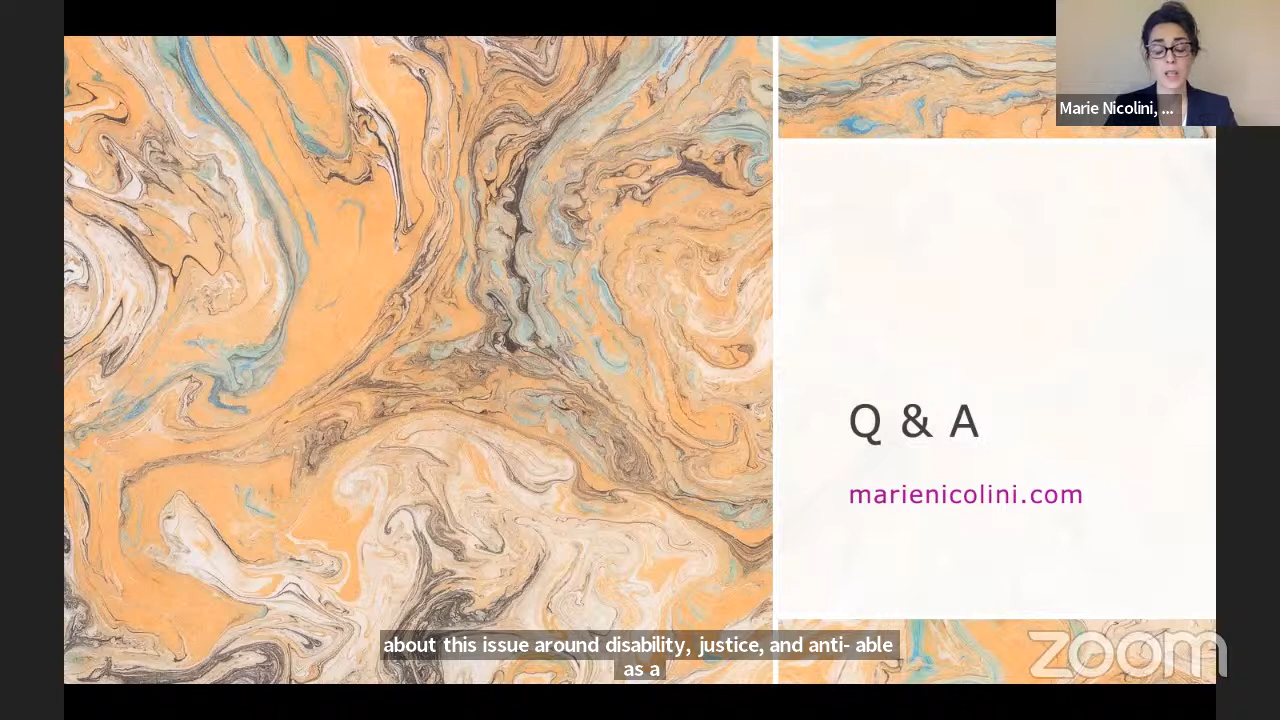 Marie Nicolini, ...
Q & A
marienicolini.com
about this issue around disability, justice, and anti- able
as a
zoom